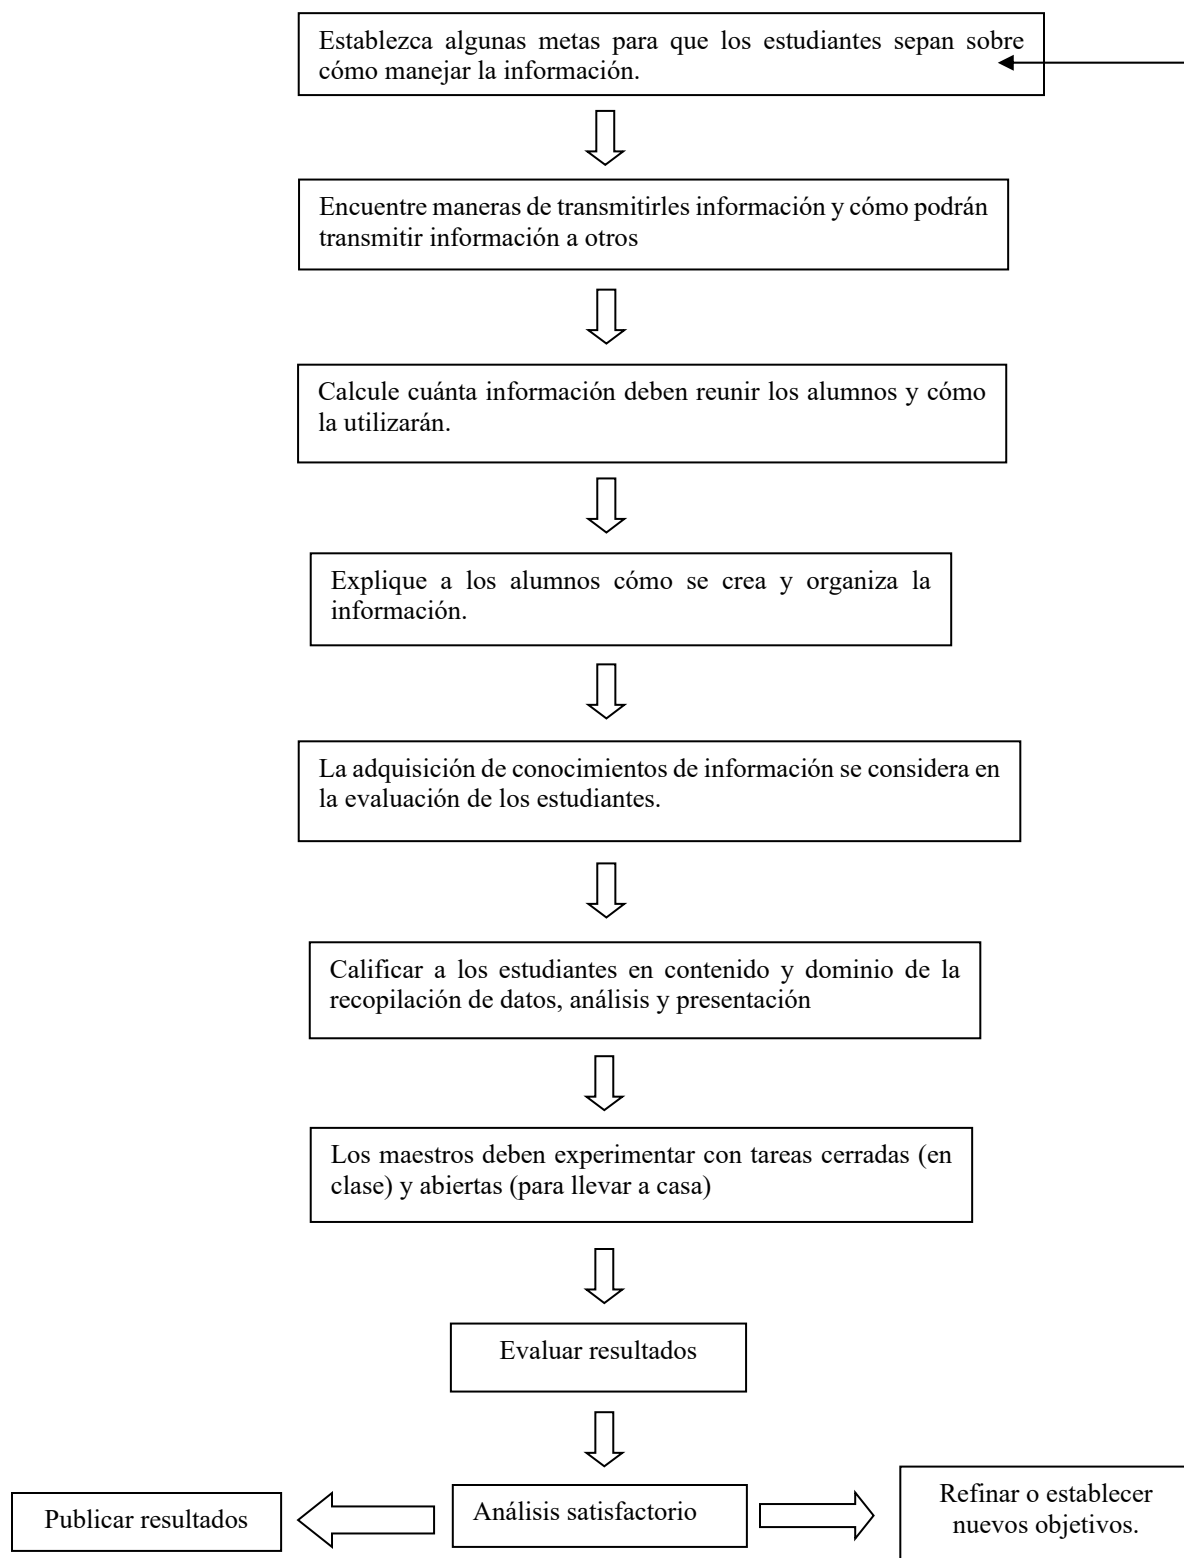 Establezca algunas metas para que los estudiantes sepan sobre
cómo manejar la información.
Encuentre maneras de transmitirles información y cómo podrán
transmitir información a otros
Calcule cuánta información deben reunir los alumnos y cómo
la utilizarán.
Explique a los alumnos cómo se crea y organiza la
información.
La adquisición de conocimientos de información se considera en
la evaluación de los estudiantes.
Calificar a los estudiantes en contenido y dominio de la
recopilación de datos, análisis y presentación
Los maestros deben experimentar con tareas cerradas (en
clase) y abiertas (para llevar a casa)
Evaluar resultados
Publicar resultados
Análisis satisfactorio
Refinar o establecer
nuevos objetivos.